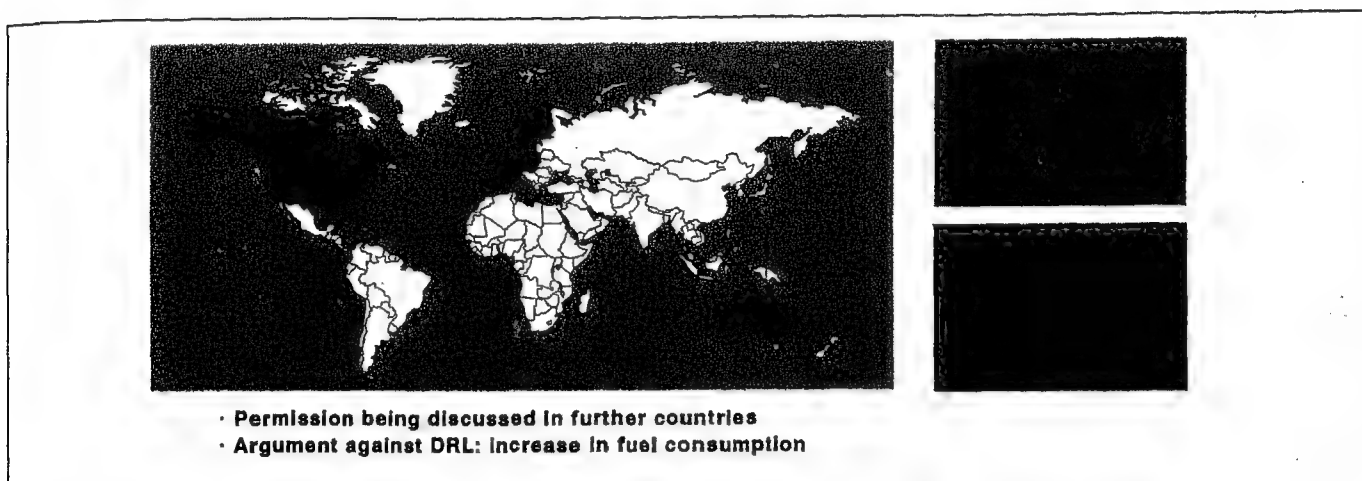 · Permission being discussed in further countries
· Argument against DRL: Increase in fuel consumption